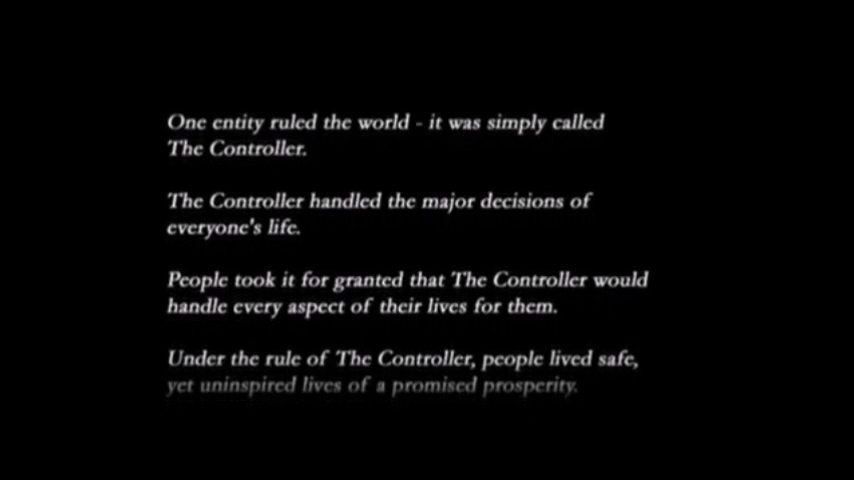 One entity ruled the world - it was simply called
The Controller.
The Controller handled the major decisions of
everyone's life.
People took it for granted that The Controller would
handle every aspect of their lives for them.
Under the rule of The Controller, people lived safe,
yet uninspired lives of a promised prosperity.